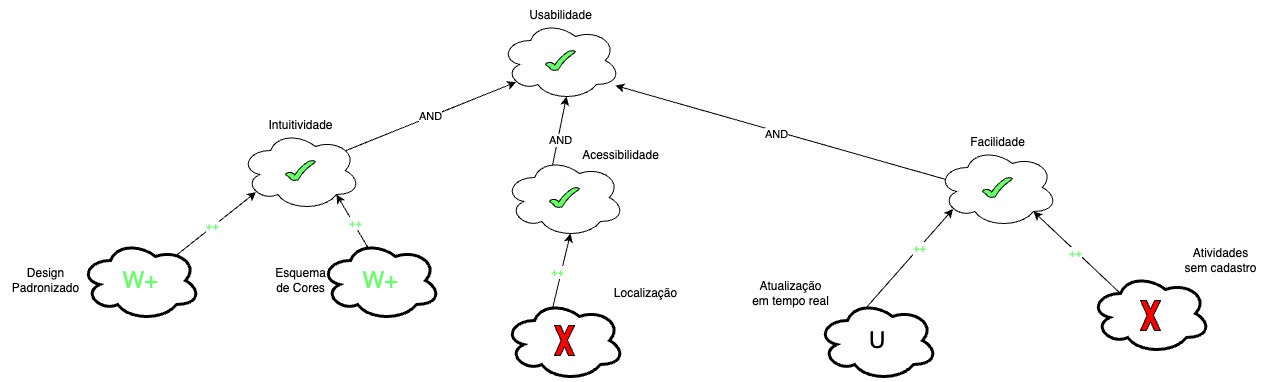 Usabilidade
AND
Intuitividade
AND
AND
Acessibilidade
Facilidade
++
++
++
++
++
Design
Padronizado
W+
Esquema
de Cores
W+
Localização
Atualização
em tempo real
U
Atividades
sem cadastro